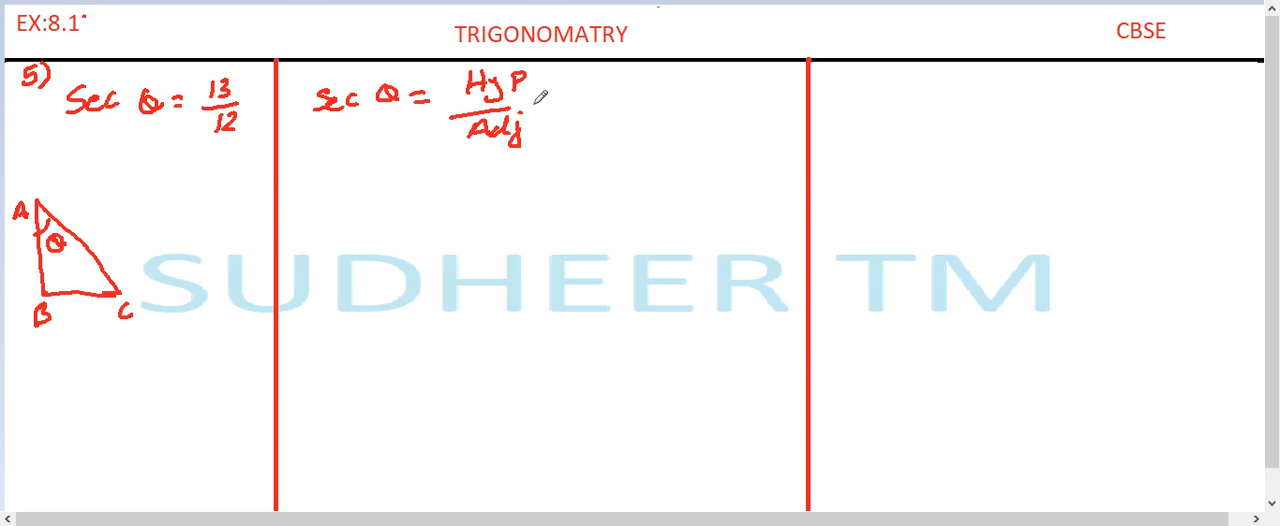 EX:8.1
TRIGONOMATRY
CBSE
5)
Sec θ = 13/12
Sec θ = Hyp/Adj
A
θ
B
C
SUDHEER TM